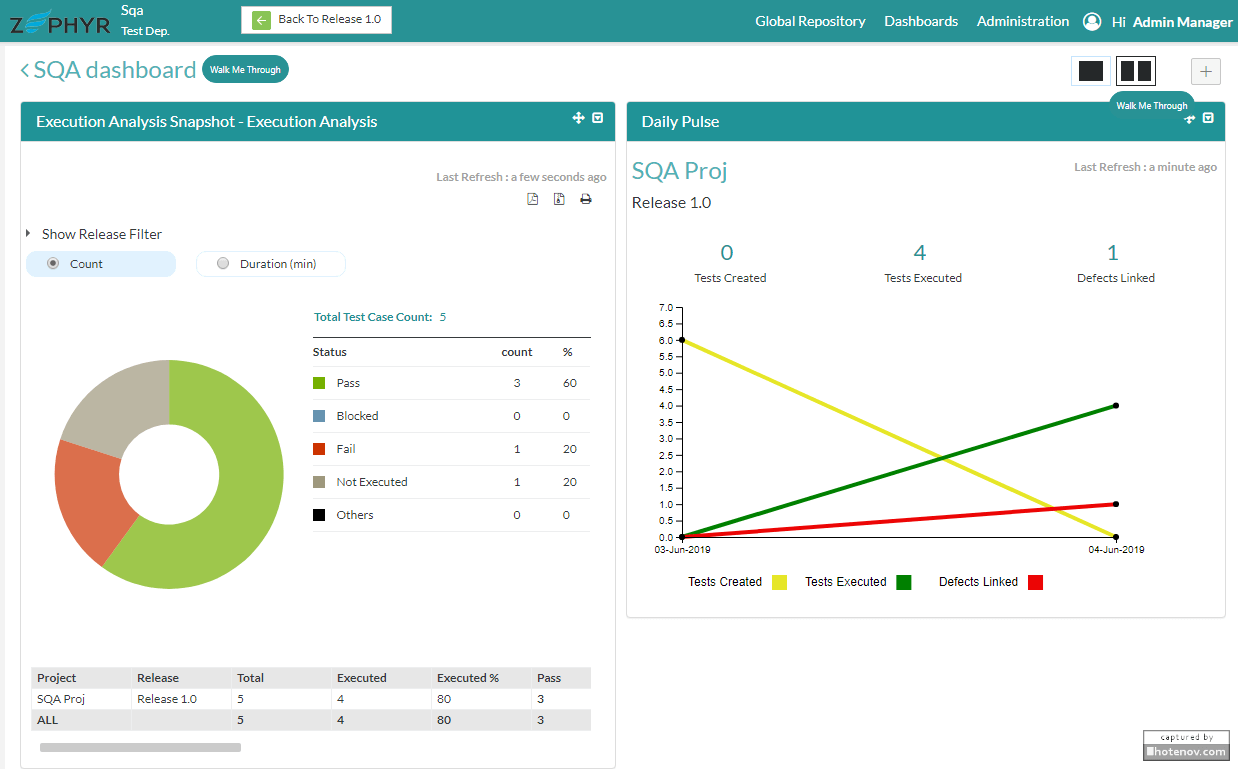 ZEPHYR
Sqa
Test Dep.
Back To Release 1.0
Global Repository
Dashboards
Administration
Hi Admin Manager
SQA dashboard
Walk Me Through
Walk Me Through
Execution Analysis Snapshot - Execution Analysis
Last Refresh : a few seconds ago
Show Release Filter
Count
Duration (min)
Total Test Case Count: 5
Status count %
Pass 3 60
Blocked 0 0
Fail 1 20
Not Executed 1 20
Others 0 0
Project Release Total Executed Executed % Pass
SQA Proj Release 1.0 5 4 80 3
ALL 5 4 80 3
Daily Pulse
SQA Proj
Last Refresh : a minute ago
Release 1.0
0 4 1
Tests Created Tests Executed Defects Linked
7.0
6.5
6.0
5.5
5.0
4.5
4.0
3.5
3.0
2.5
2.0
1.5
1.0
0.5
0.0
03-Jun-2019 04-Jun-2019
Tests Created Tests Executed Defects Linked
captured by
hotenov.com